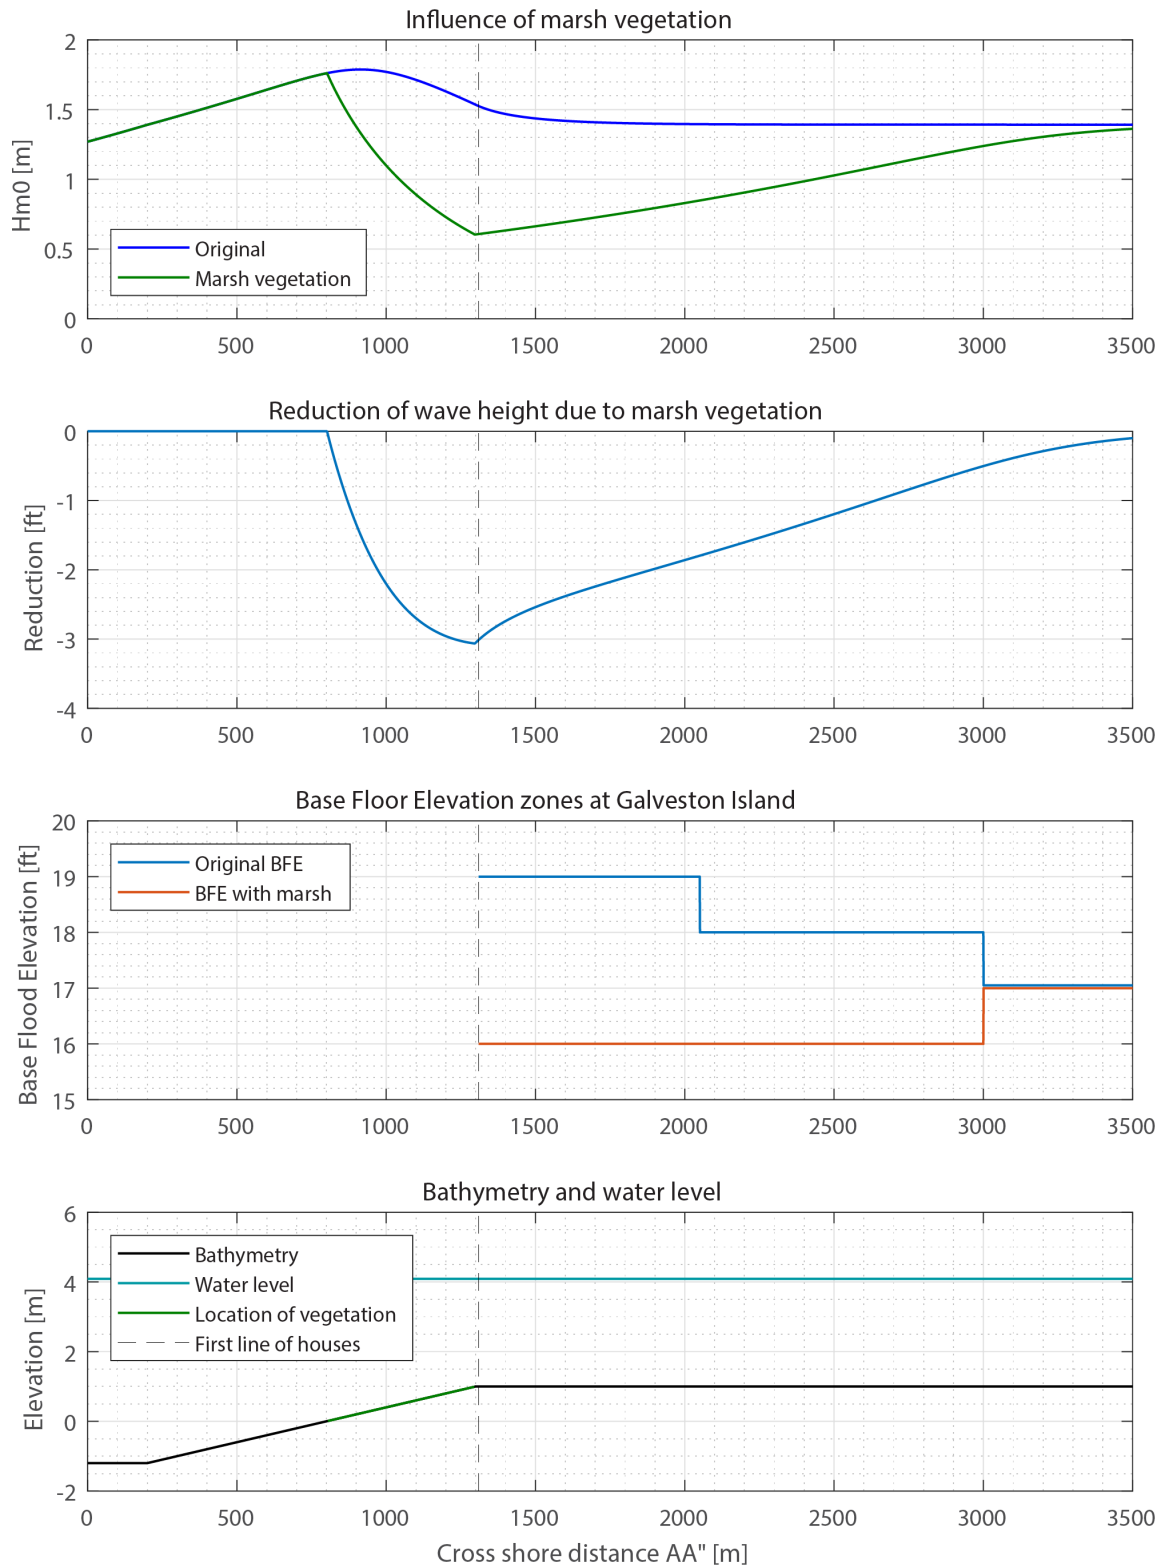 Influence of marsh vegetation
2
1.5
1
0.5
0
Hm0 [m]
Original
Marsh vegetation
0 500 1000 1500 2000 2500 3000 3500
Reduction of wave height due to marsh vegetation
0
-1
-2
-3
-4
Reduction [ft]
0 500 1000 1500 2000 2500 3000 3500
Base Floor Elevation zones at Galveston Island
20
19
18
17
16
15
Base Flood Elevation [ft]
Original BFE
BFE with marsh
0 500 1000 1500 2000 2500 3000 3500
Bathymetry and water level
6
4
2
0
-2
Elevation [m]
Bathymetry
Water level
Location of vegetation
First line of houses
0 500 1000 1500 2000 2500 3000 3500
Cross shore distance AA" [m]